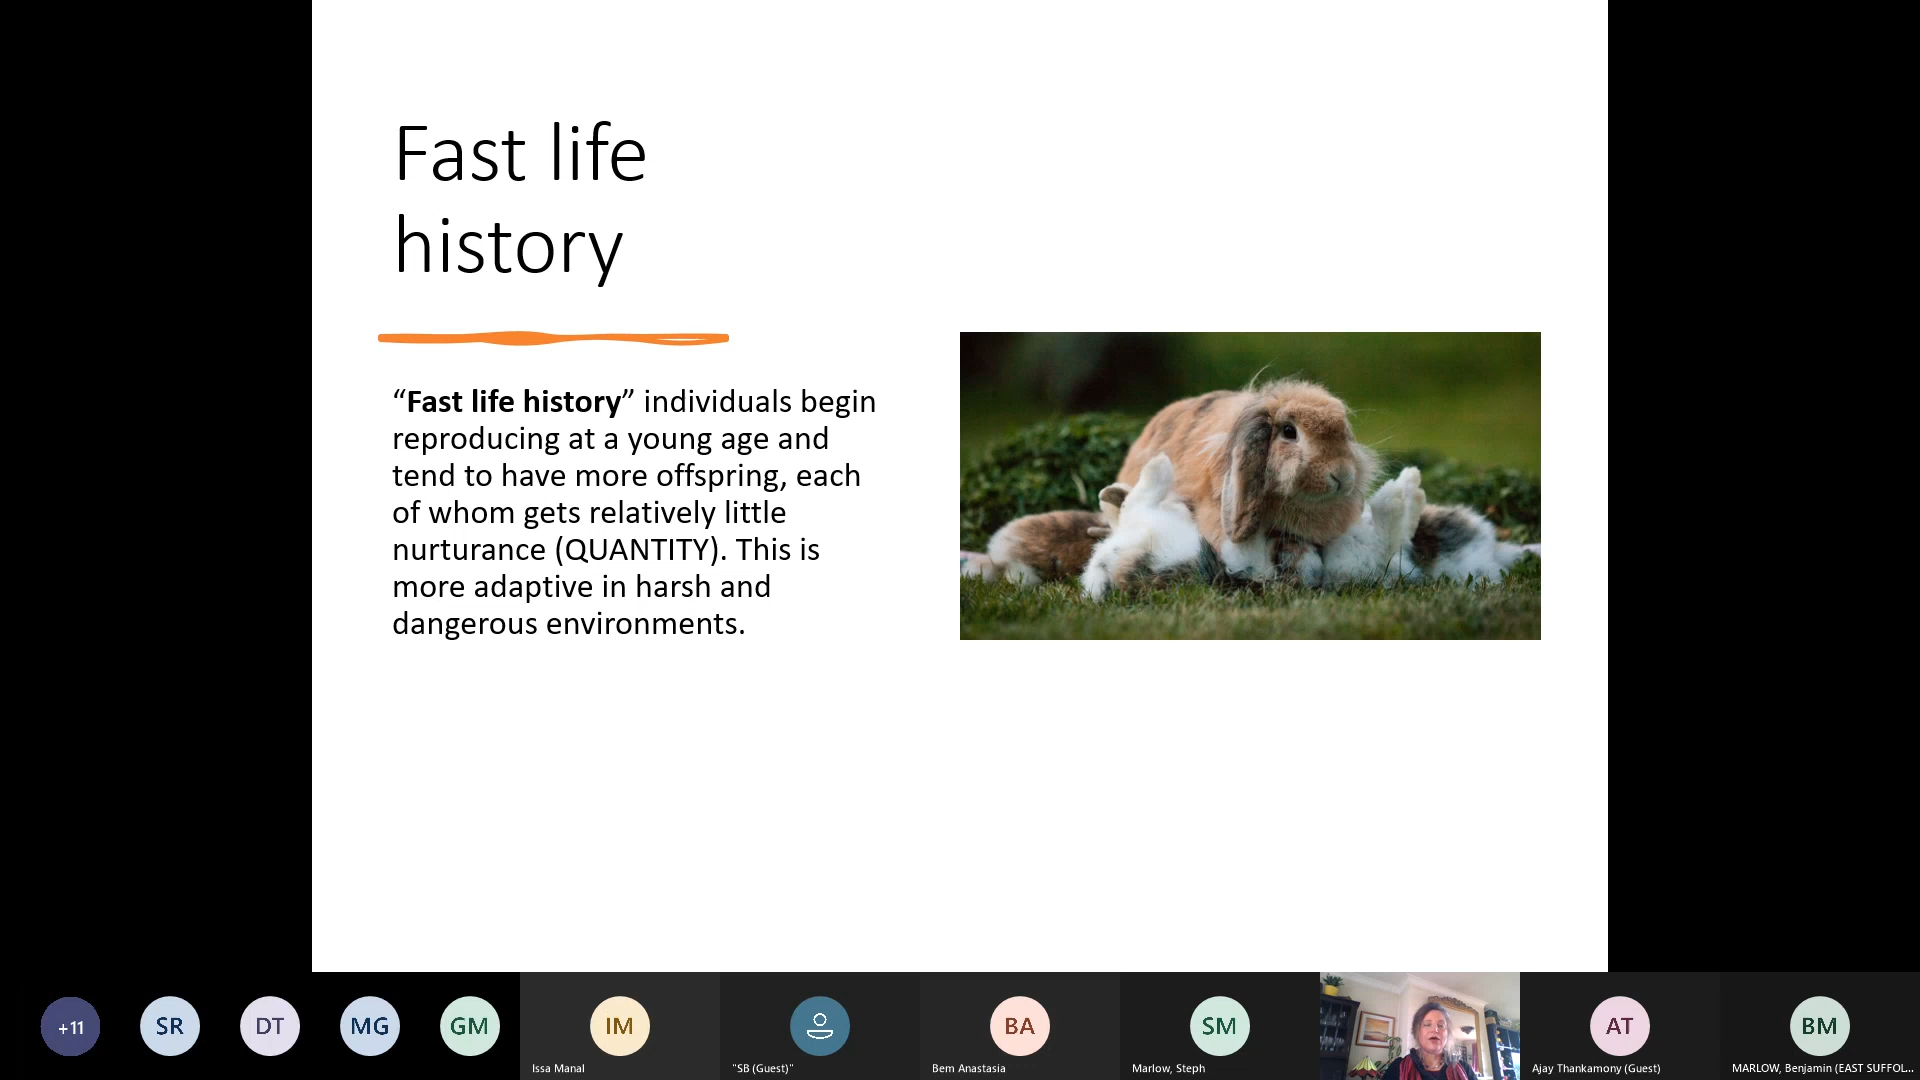 Fast life
history
“Fast life history” individuals begin
reproducing at a young age and
tend to have more offspring, each
of whom gets relatively little
nurturance (QUANTITY). This is
more adaptive in harsh and
dangerous environments.
+11
SR
DT
MG
GM
IM
BA
SM
AT
BM
Issa Manal
"SB (Guest)"
Bem Anastasia
Marlow, Steph
Ajay Thankamony (Guest)
MARLOW, Benjamin (EAST SUFFOL...